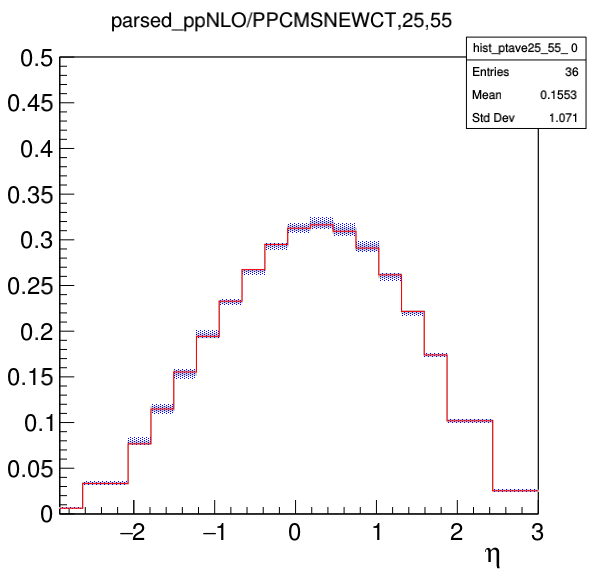 parsed_ppNLO/PPCMSNEWCT,25,55
hist_ptave25_55_ 0
Entries 36
Mean 0.1553
Std Dev 1.071
0.5
0.45
0.4
0.35
0.3
0.25
0.2
0.15
0.1
0.05
0
−2 −1 0 1 2 3
η